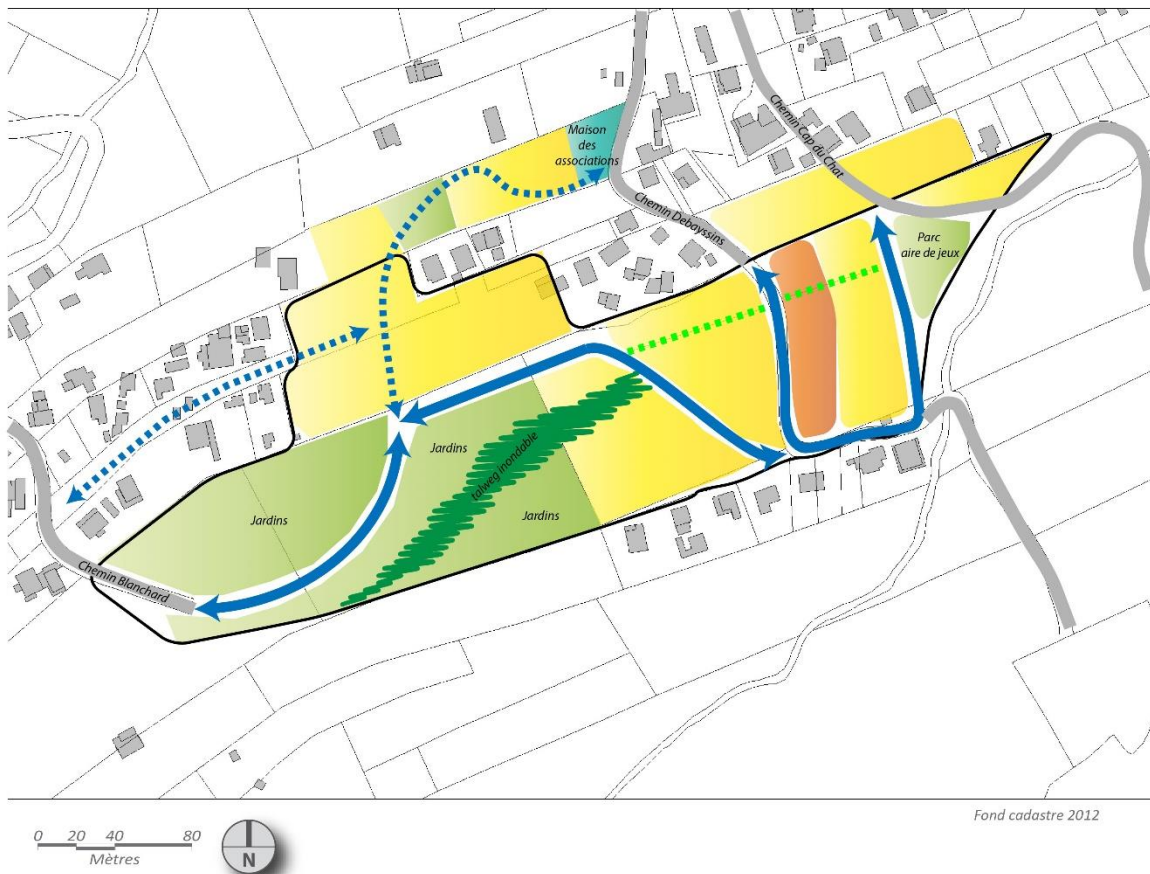 Maison
des
associations
Chemin Cap du Chat
Chemin Debayssins
Parc
aire de jeux
Jardins
talweg inondable
Jardins
Jardins
Chemin Blanchard
Fond cadastre 2012
0 20 40 80
Mètres
N